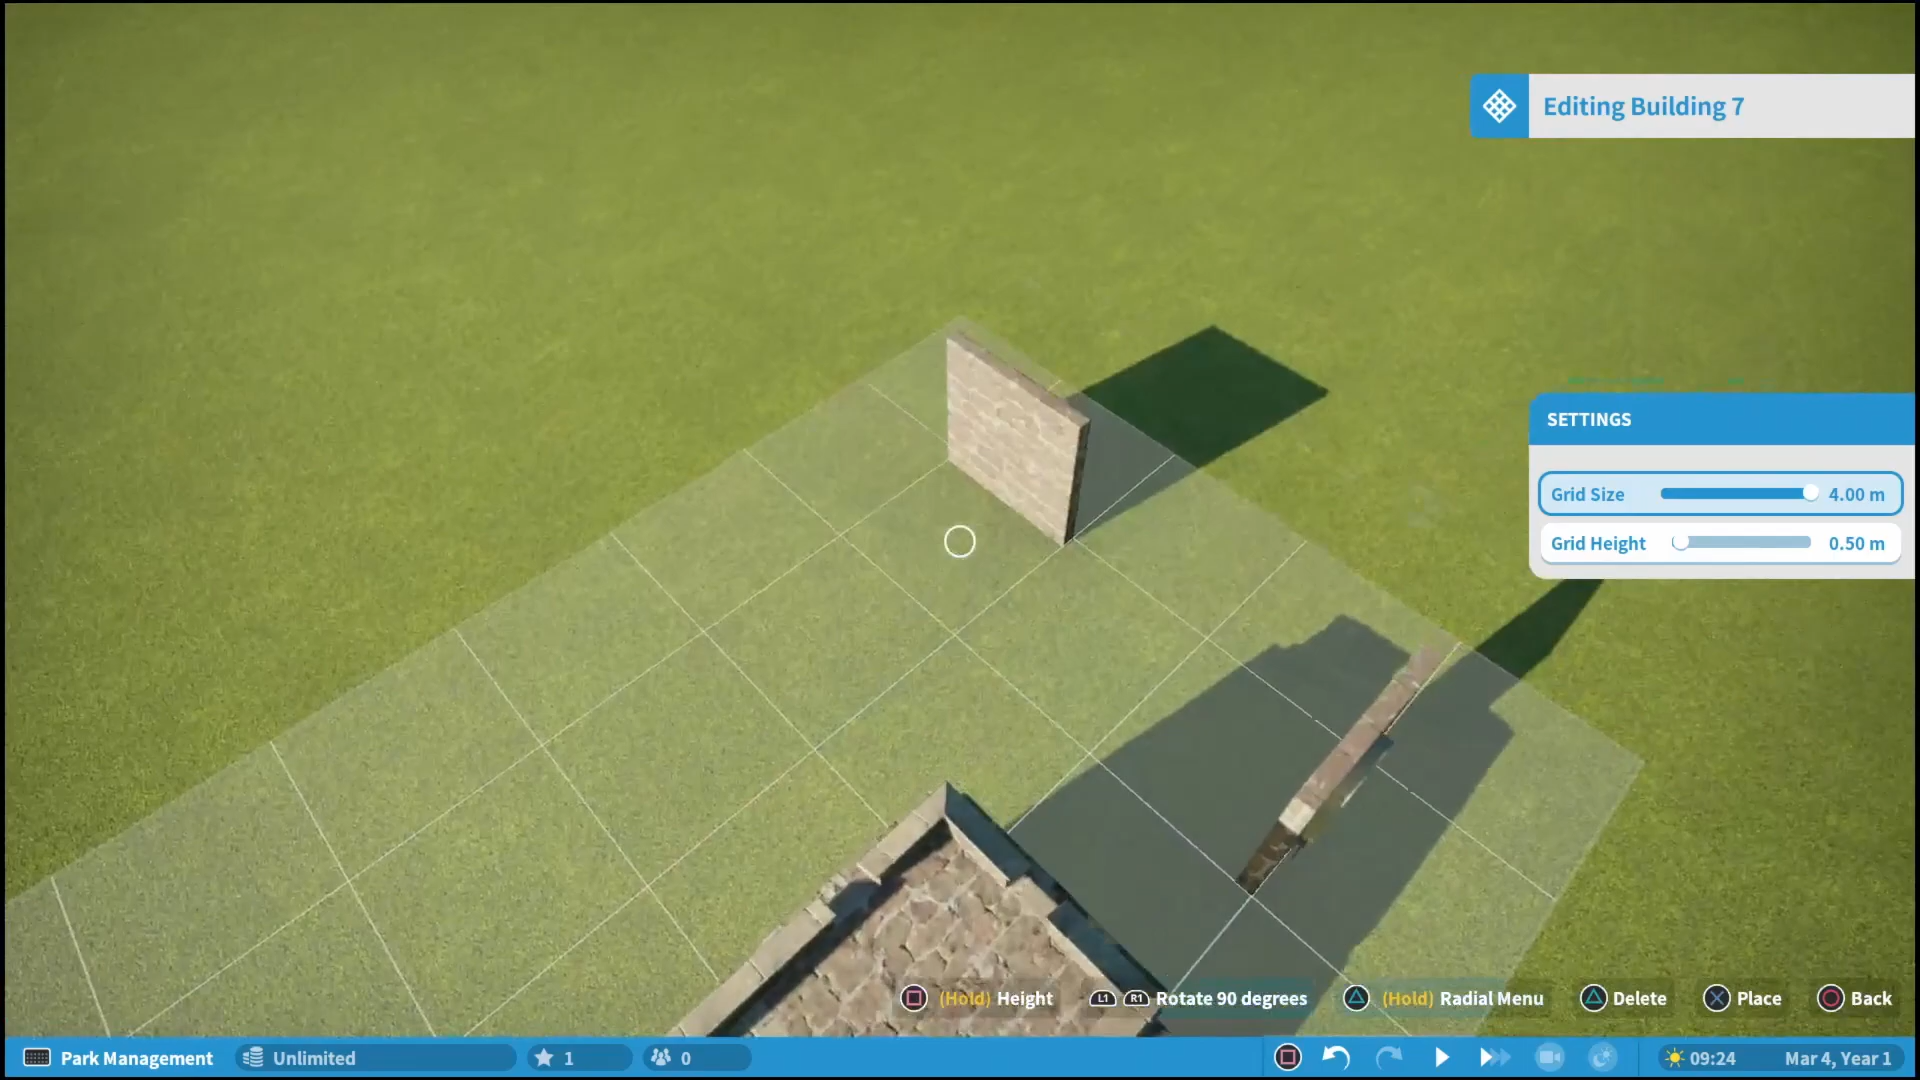 Editing Building 7
SETTINGS
Grid Size 4.00 m
Grid Height 0.50 m
(Hold) Height L1 R1 Rotate 90 degrees (Hold) Radial Menu Delete Place Back
Park Management Unlimited 1 0 09:24 Mar 4, Year 1